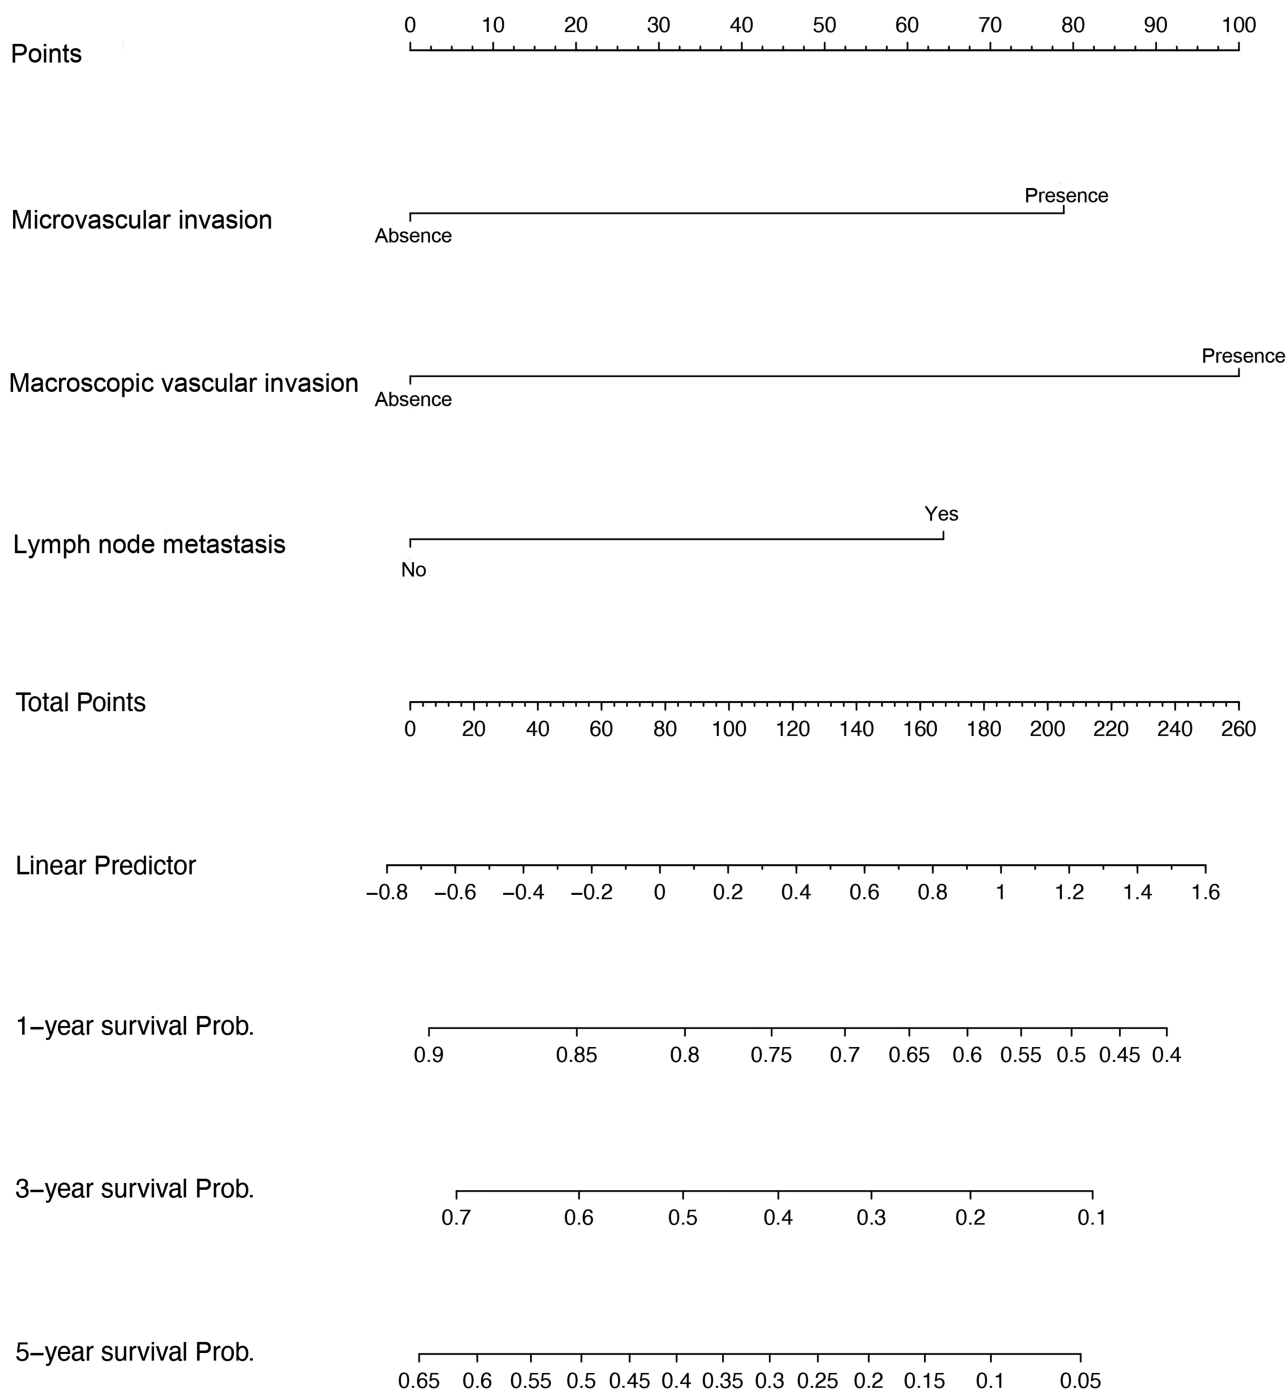 0 10 20 30 40 50 60 70 80 90 100
Points
Presence
Microvascular invasion
Absence
Presence
Macroscopic vascular invasion
Absence
Yes
Lymph node metastasis
No
Total Points
0 20 40 60 80 100 120 140 160 180 200 220 240 260
Linear Predictor
−0.8 −0.6 −0.4 −0.2 0 0.2 0.4 0.6 0.8 1 1.2 1.4 1.6
1−year survival Prob.
0.9 0.85 0.8 0.75 0.7 0.65 0.6 0.55 0.5 0.45 0.4
3−year survival Prob.
0.7 0.6 0.5 0.4 0.3 0.2 0.1
5−year survival Prob.
0.65 0.6 0.55 0.5 0.45 0.4 0.35 0.3 0.25 0.2 0.15 0.1 0.05